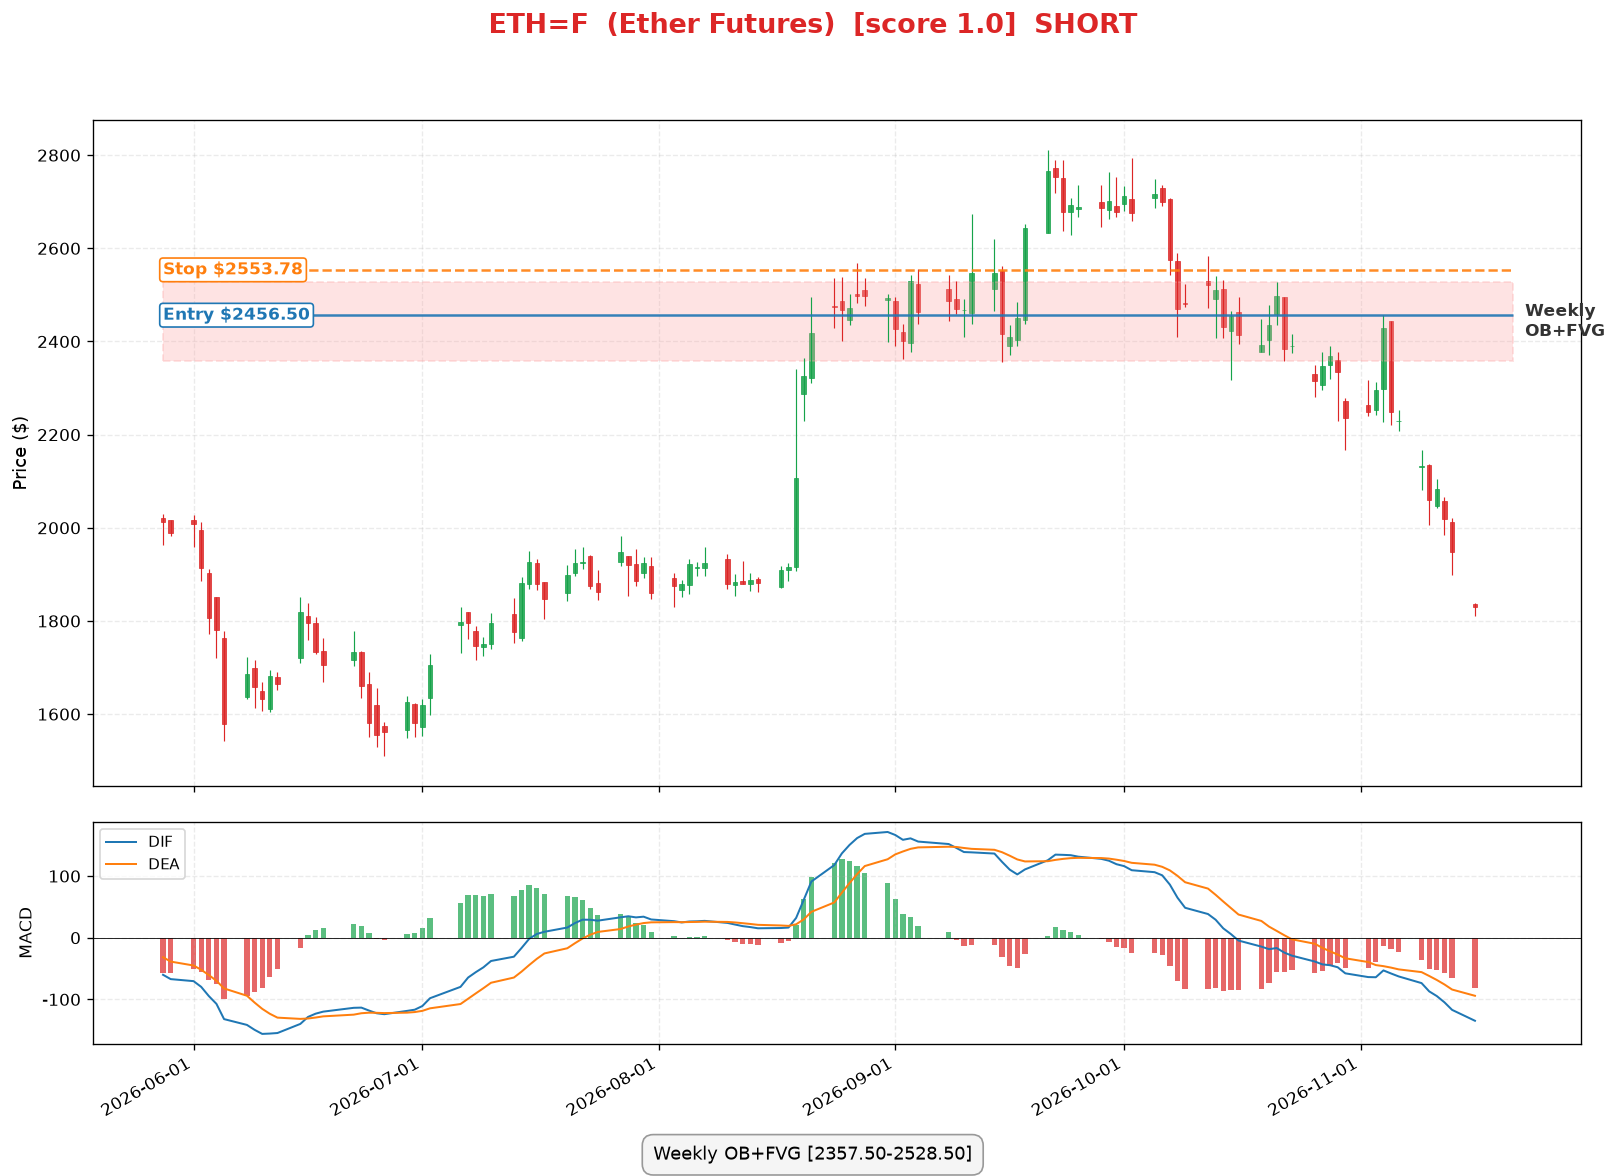 ETH=F  (Ether Futures)  [score 1.0]  SHORT
Price ($)
2800
2600
2400
2200
2000
1800
1600
Stop $2553.78
Entry $2456.50
Weekly
OB+FVG
MACD
100
0
-100
DIF
DEA
2026-06-01
2026-07-01
2026-08-01
2026-09-01
2026-10-01
2026-11-01
Weekly OB+FVG [2357.50-2528.50]